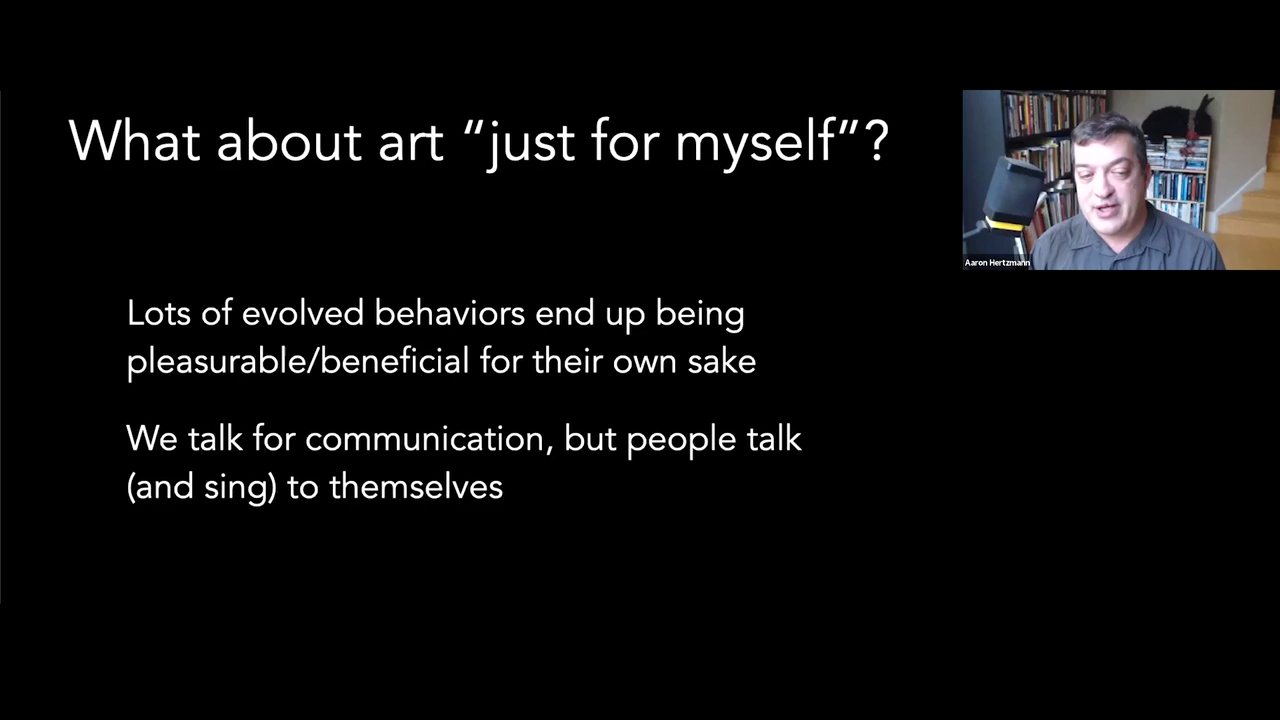 What about art “just for myself”?
Aaron Hertzmann
Lots of evolved behaviors end up being
pleasurable/beneficial for their own sake
We talk for communication, but people talk
(and sing) to themselves